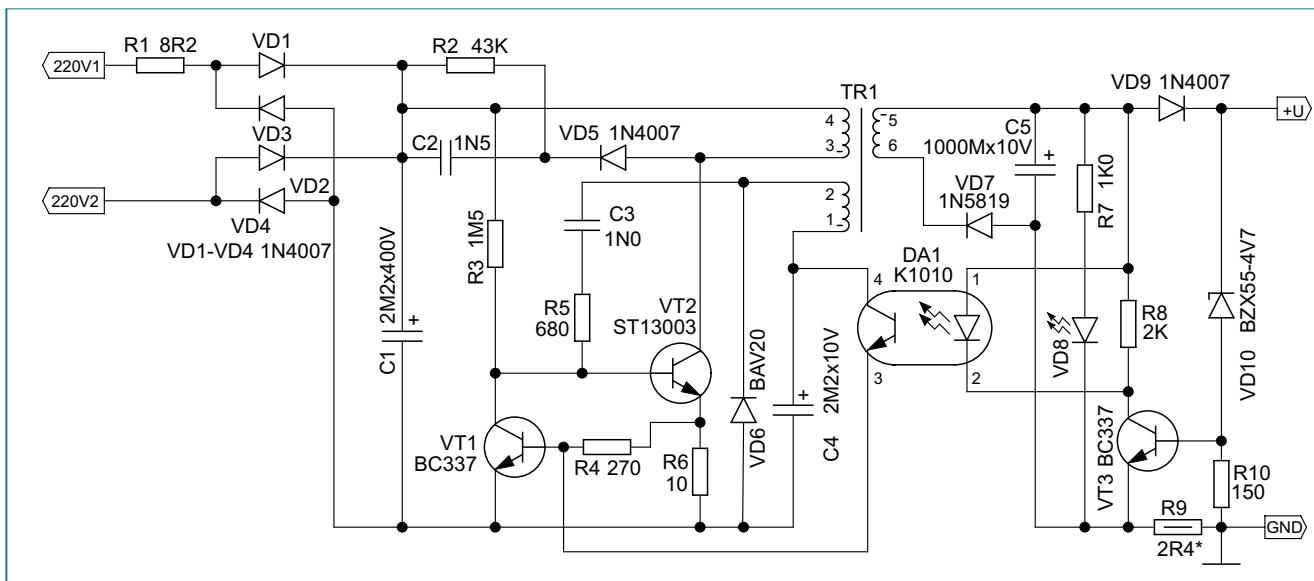 R1 8R2
VD1
R2 43K
220V1
VD3
C2 1N5
VD5 1N4007
TR1
4
3
5
6
C5
1000Mx10V
VD9 1N4007
+U
220V2
VD2
VD4
VD1-VD4 1N4007
2
1
VD7
1N5819
R7 1K0
C3
1N0
R3 1M5
2M2x400V
+
C1
R5
680
VT2
ST13003
DA1
K1010
4
1
3
2
VD8
R8
2K
VD10 BZX55-4V7
BAV20
VD6
2M2x10V
+
C4
+
VT1
BC337
R4 270
R6
10
VT3 BC337
R10
150
R9
2R4*
GND